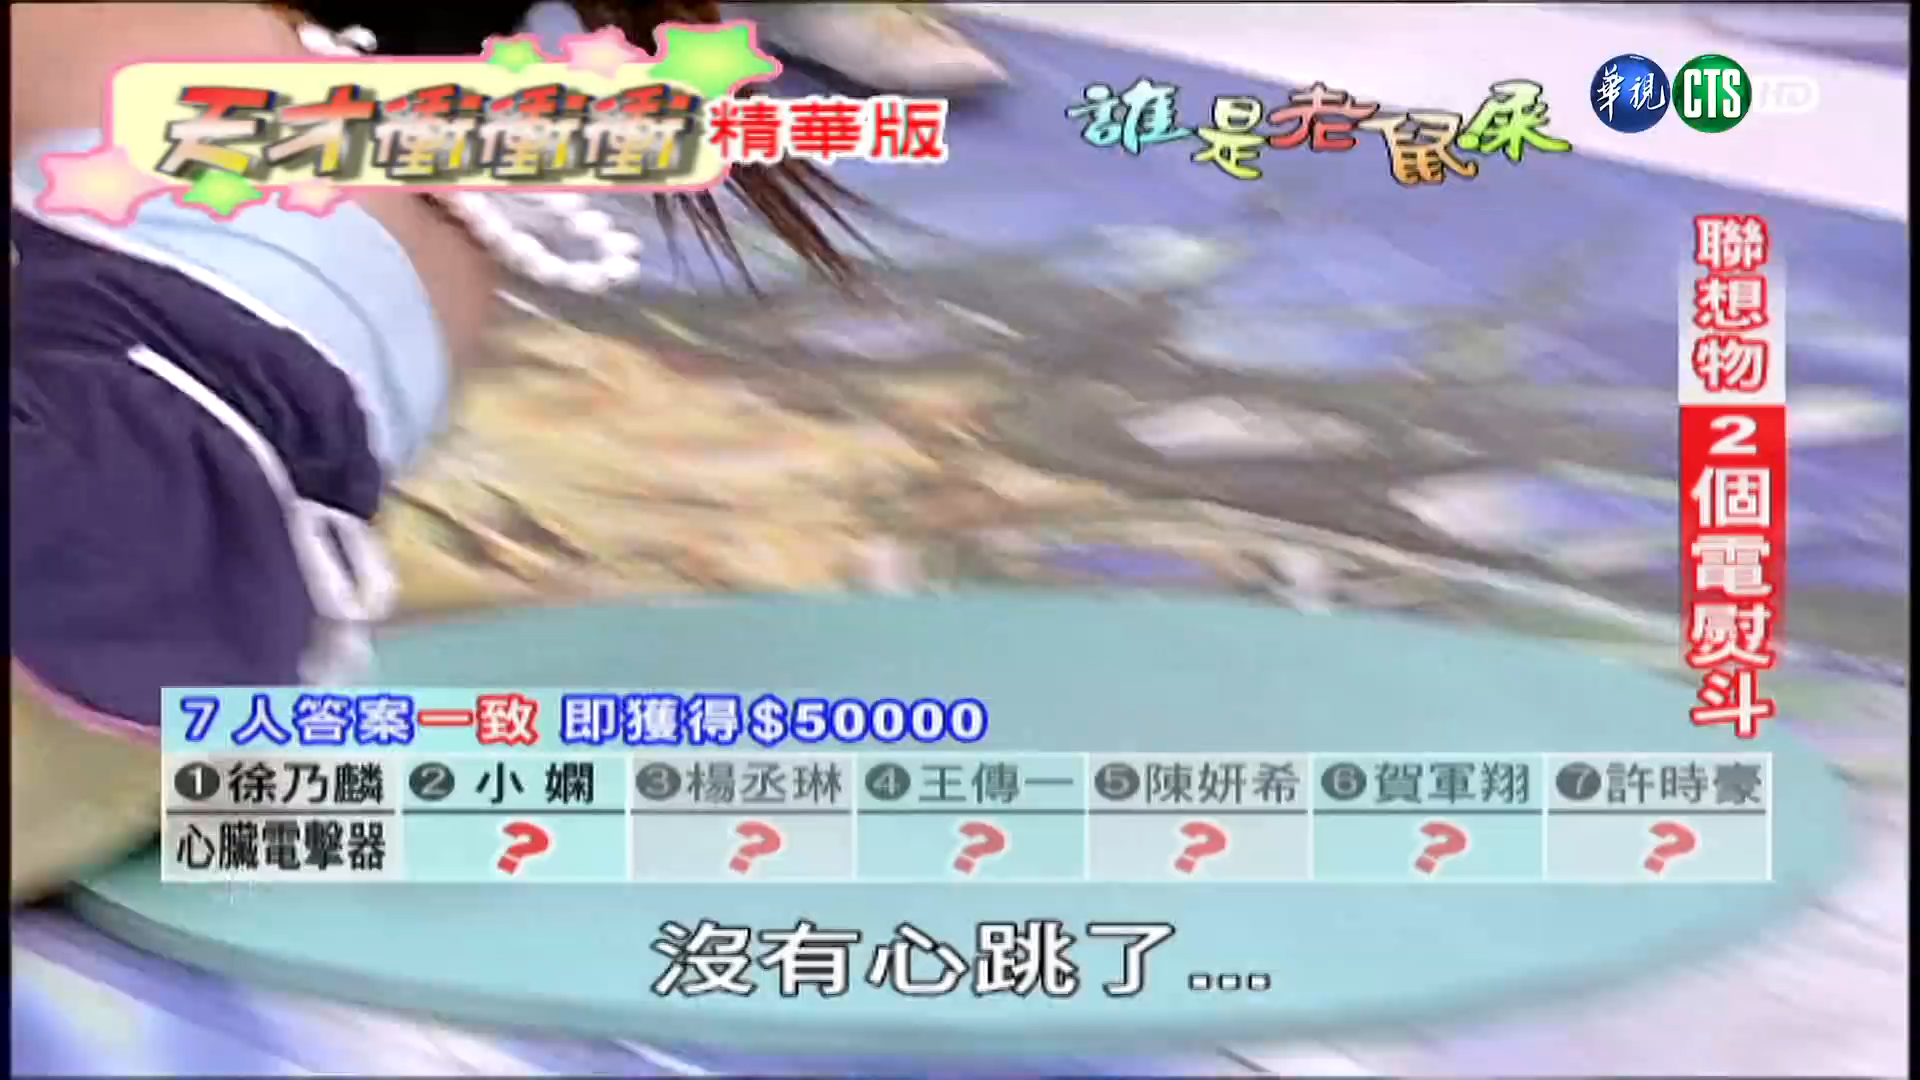 天才衝衝衝 精華版
誰是老鼠屎
華視 CTS HD
聯想物
2個電熨斗
7人答案一致 即獲得$50000
❶徐乃麟 ❷小嫻 ❸楊丞琳 ❹王傳一 ❺陳妍希 ❻賀軍翔 ❼許時豪
心臟電擊器 ? ? ? ? ? ?
沒有心跳了...